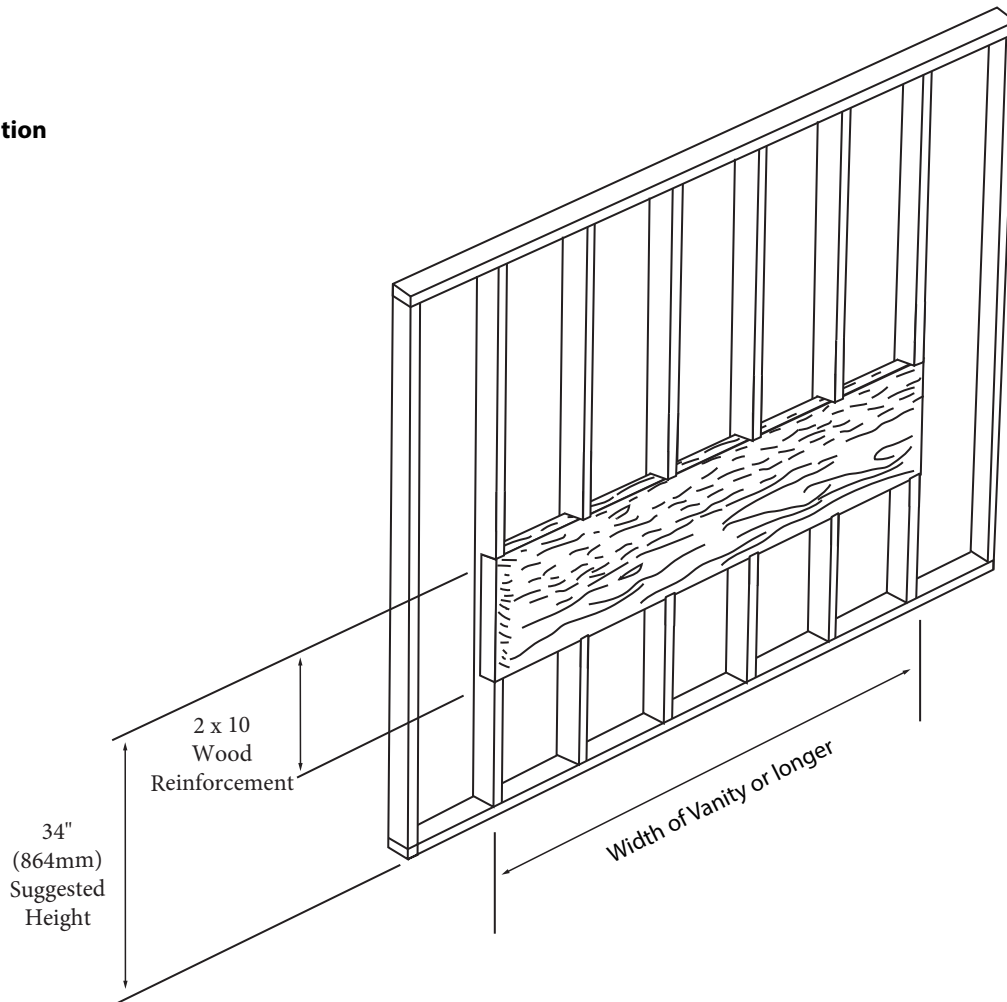 tion
2 x 10
Wood
Reinforcement
34"
(864mm)
Suggested
Height
Width of Vanity or longer